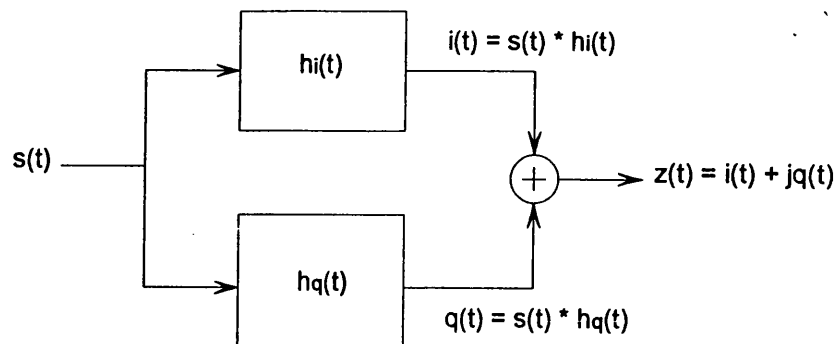 i(t) = s(t) * hi(t)
hi(t)
s(t)
+
z(t) = i(t) + jq(t)
hq(t)
q(t) = s(t) * hq(t)